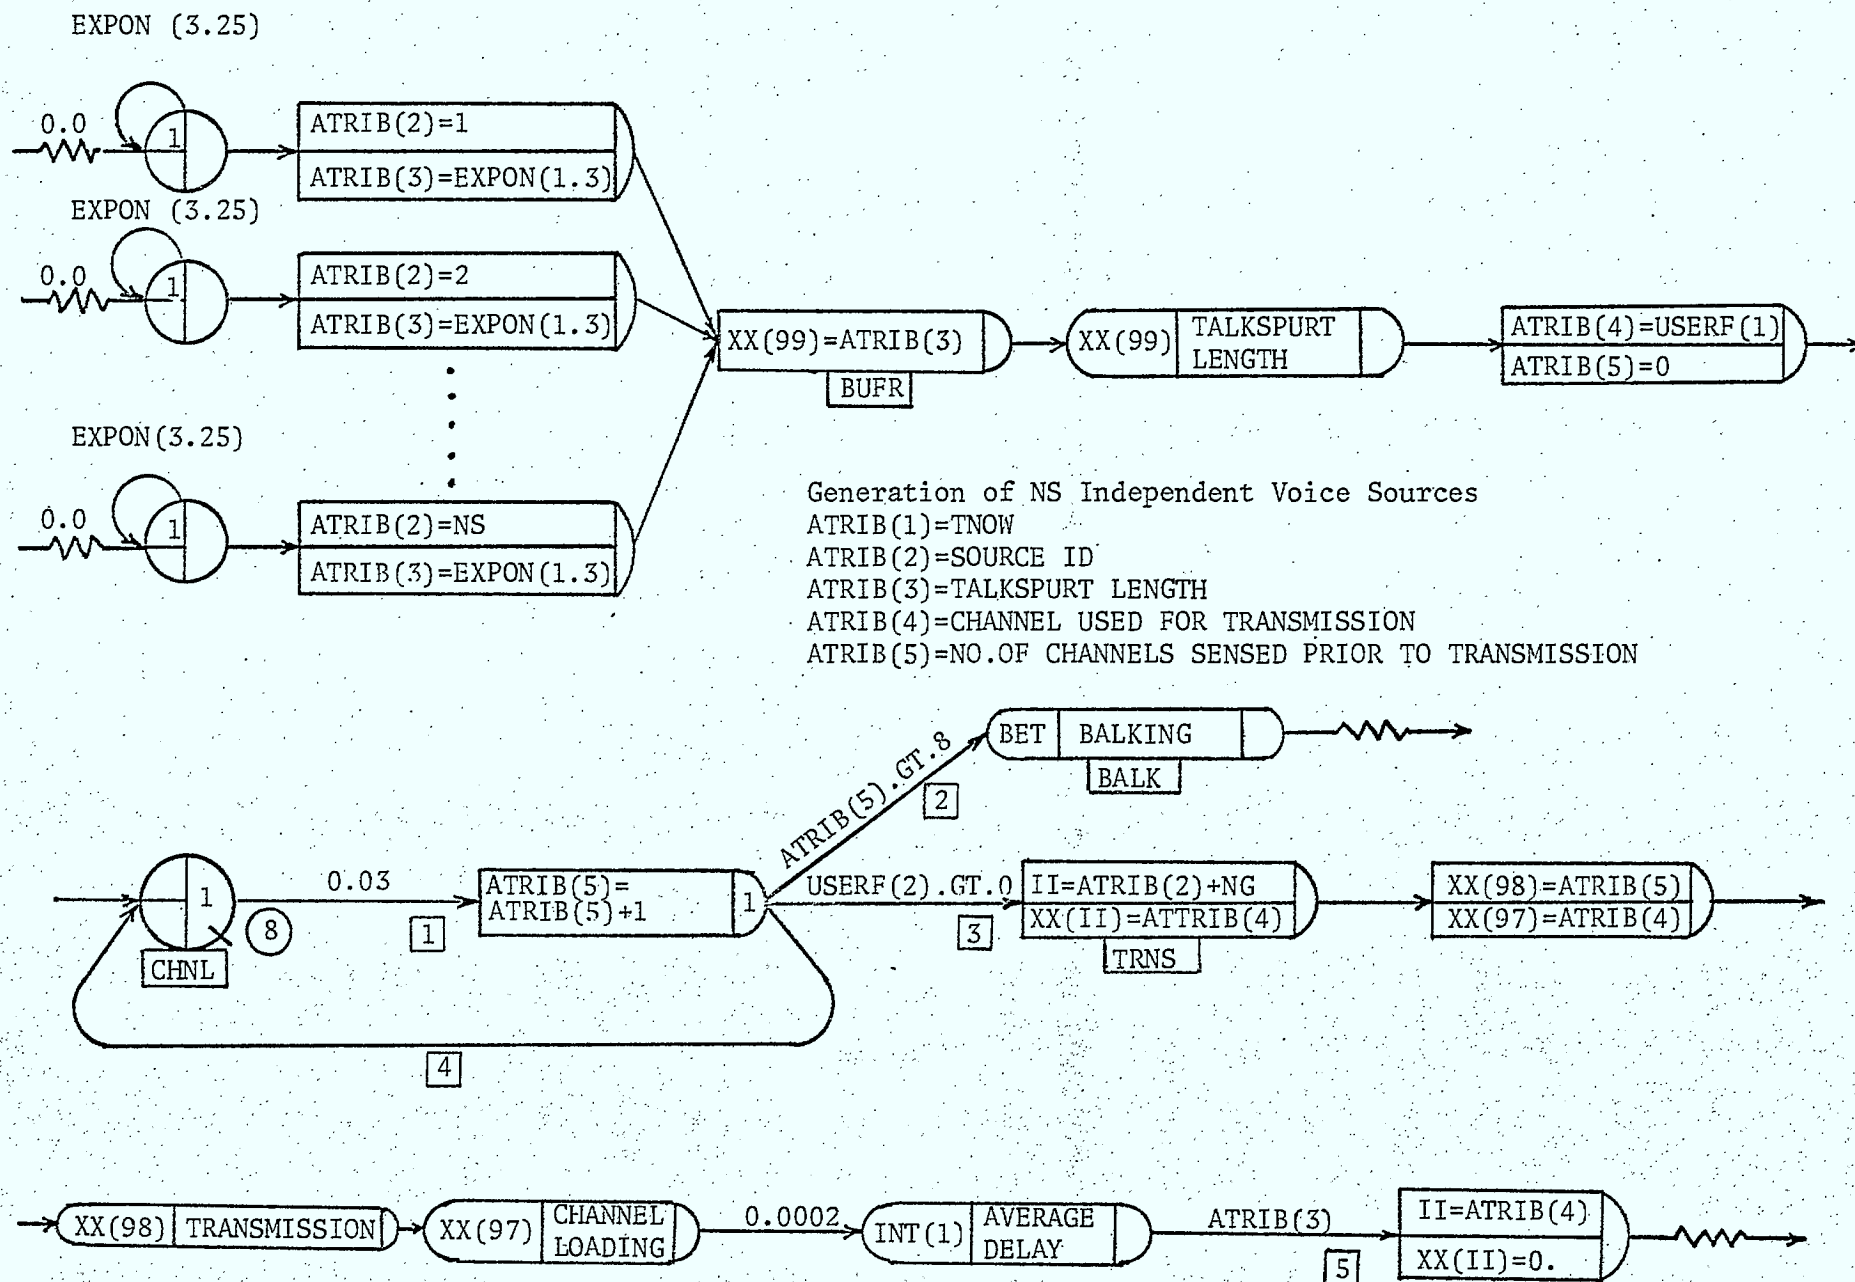 EXPON (3.25)
0.0
1
ATRIB(2)=1
ATRIB(3)=EXPON(1.3)
EXPON (3.25)
0.0
1
ATRIB(2)=2
ATRIB(3)=EXPON(1.3)
XX(99)=ATRIB(3)
BUFR
XX(99)
TALKSPURT
LENGTH
ATRIB(4)=USERF(1)
ATRIB(5)=0
EXPON(3.25)
0.0
1
ATRIB(2)=NS
ATRIB(3)=EXPON(1.3)
Generation of NS Independent Voice Sources
ATRIB(1)=TNOW
ATRIB(2)=SOURCE ID
ATRIB(3)=TALKSPURT LENGTH
ATRIB(4)=CHANNEL USED FOR TRANSMISSION
ATRIB(5)=NO.OF CHANNELS SENSED PRIOR TO TRANSMISSION
ATRIB(5).GT.8
2
BET
BALKING
BALK
1
8
CHNL
0.03
1
ATRIB(5)=
ATRIB(5)+1
1
USERF(2).GT.0
3
II=ATRIB(2)+NG
XX(II)=ATTRIB(4)
TRNS
XX(98)=ATRIB(5)
XX(97)=ATRIB(4)
4
XX(98)
TRANSMISSION
XX(97)
CHANNEL
LOADING
0.0002
INT(1)
AVERAGE
DELAY
ATRIB(3)
5
II=ATRIB(4)
XX(II)=0.